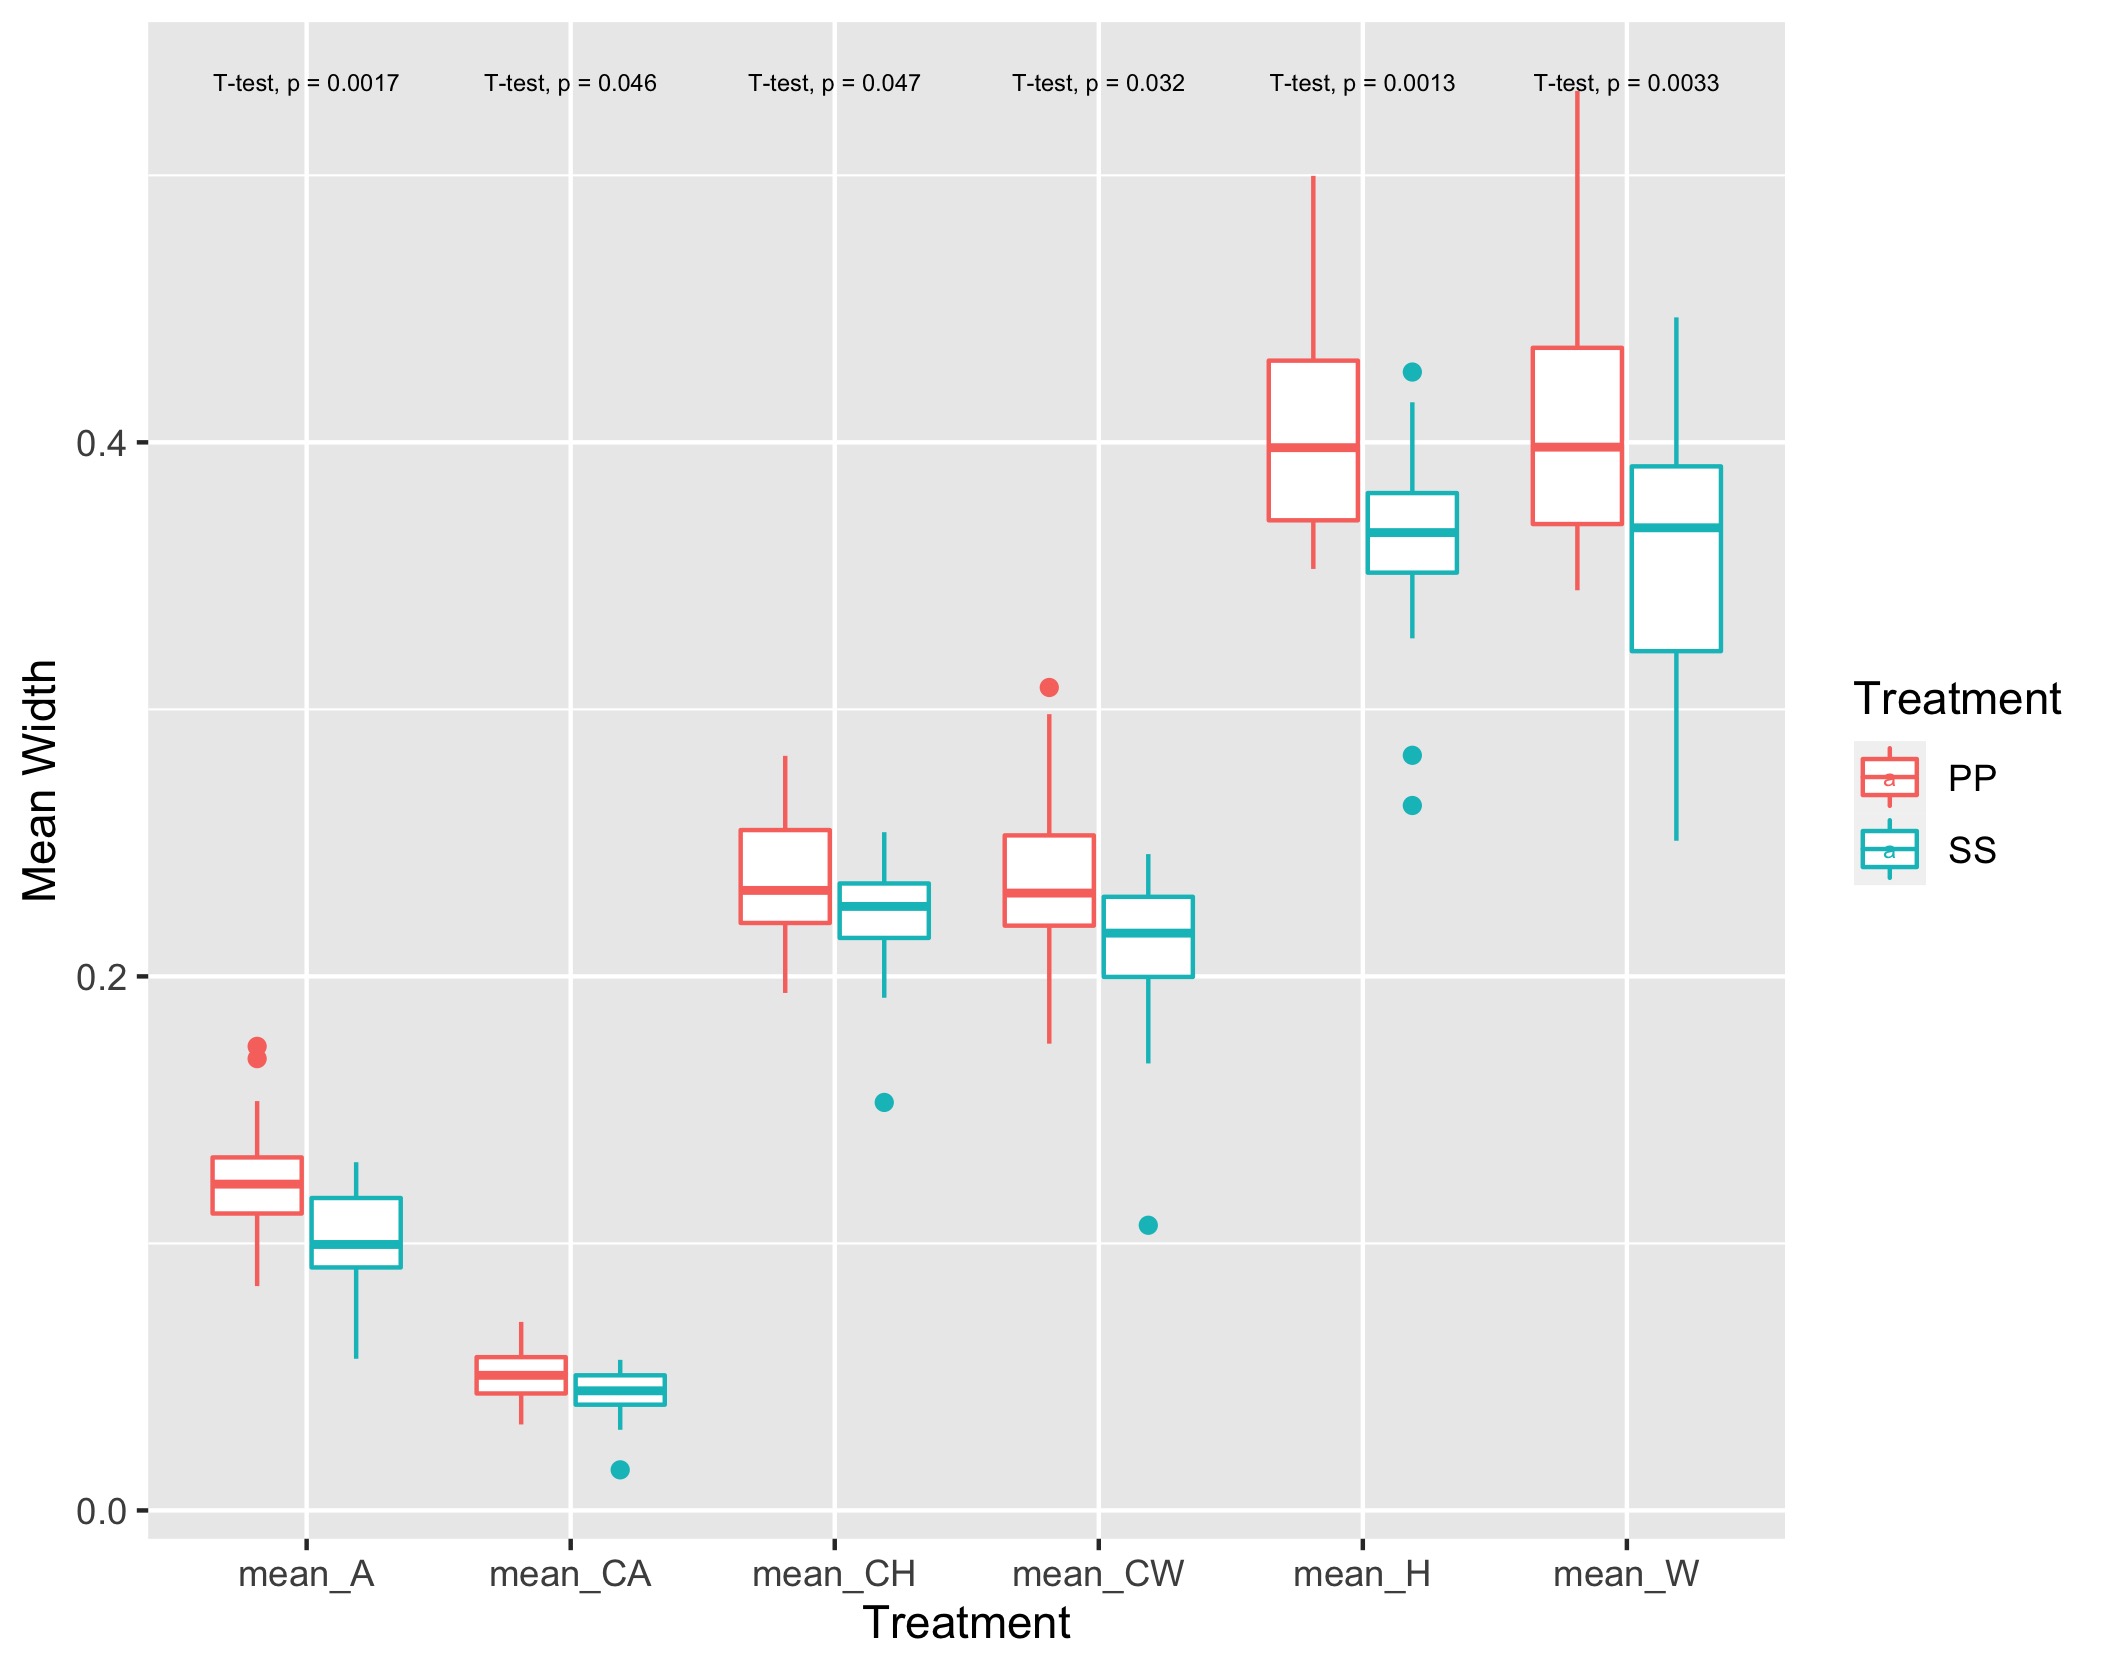 T-test, p = 0.0017
T-test, p = 0.046
T-test, p = 0.047
T-test, p = 0.032
T-test, p = 0.0013
T-test, p = 0.0033
Mean Width
0.4
0.2
0.0
mean_A
mean_CA
mean_CH
mean_CW
mean_H
mean_W
Treatment
Treatment
a PP
a SS